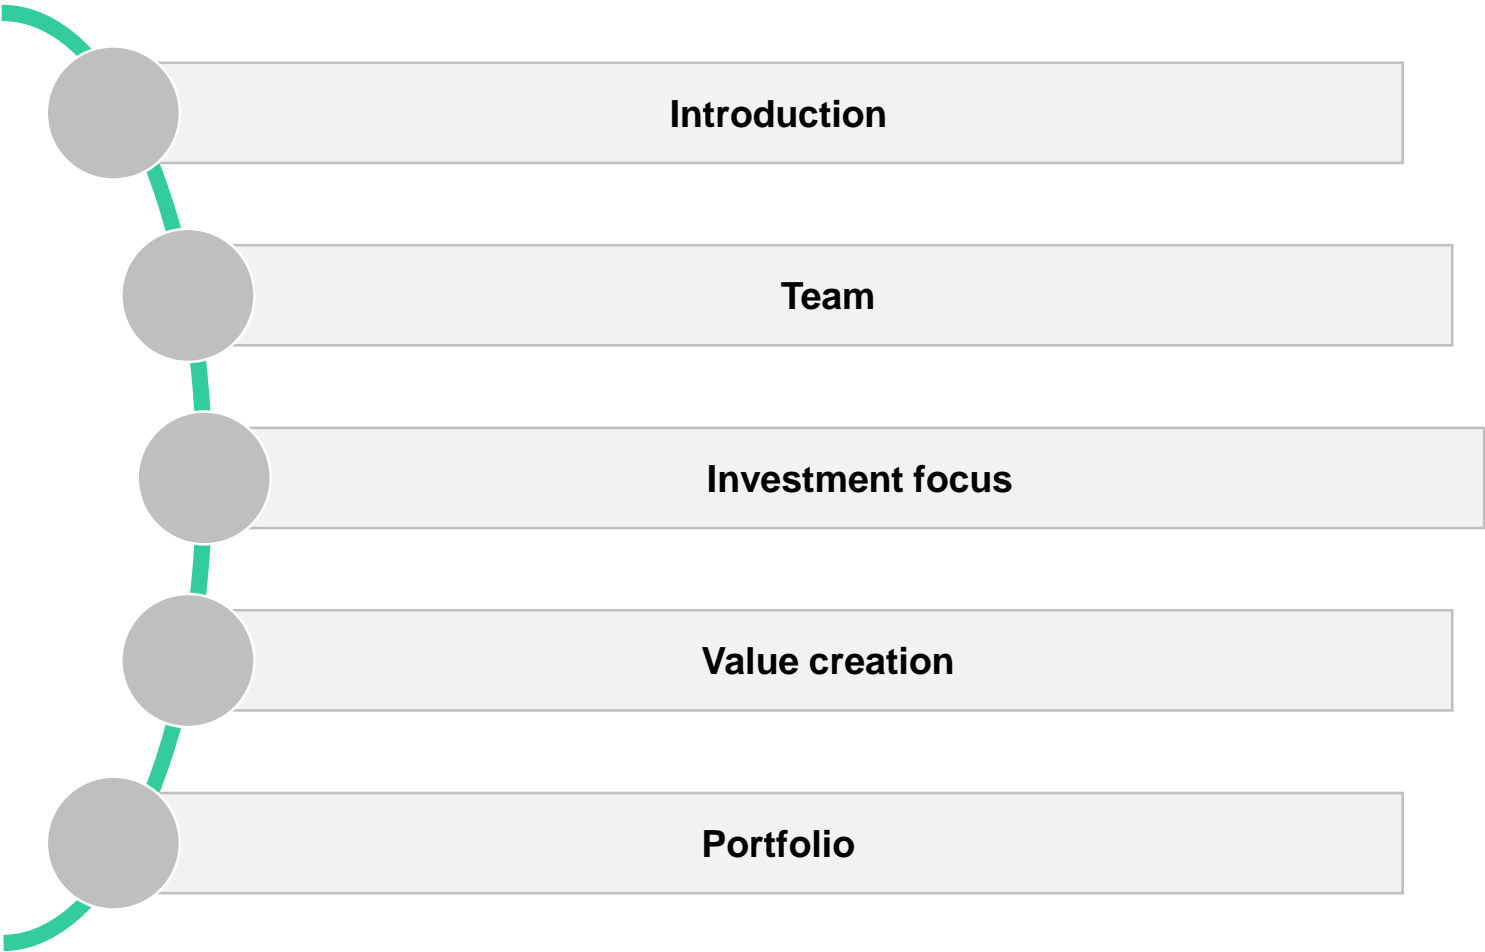 Introduction
Team
Investment focus
Value creation
Portfolio